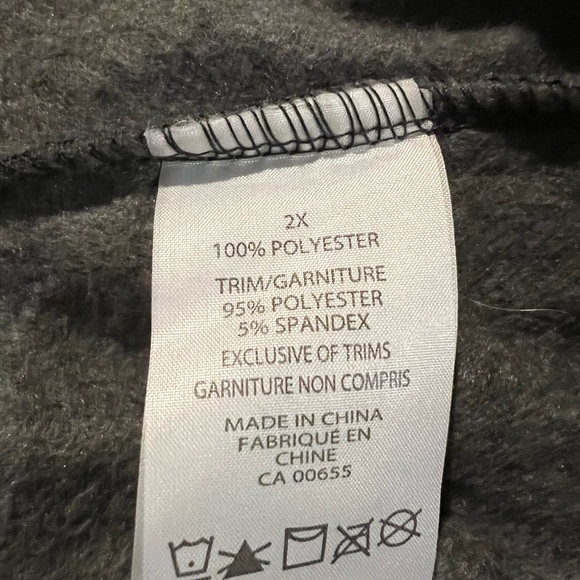 2X
100% POLYESTER
TRIM/GARNITURE
95% POLYESTER
5% SPANDEX
EXCLUSIVE OF TRIMS
GARNITURE NON COMPRIS
MADE IN CHINA
FABRIQUÉ EN
CHINE
CA 00655